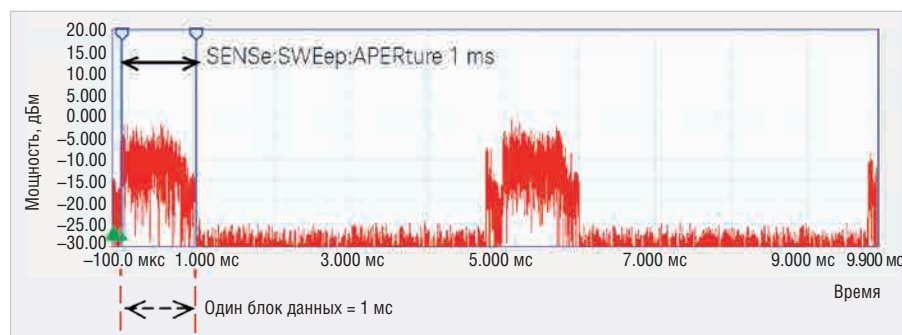 Мощность, дБм
20.00
15.00
10.00
5.000
0.000
–5.000
–10.00
–15.00
–20.00
–25.00
–30.00
SENSe:SWEep:APERture 1 ms
–100.0 мкс 1.000 мс 3.000 мс 5.000 мс 7.000 мс 9.000 мс 9.900 мс
Время
Один блок данных = 1 мс